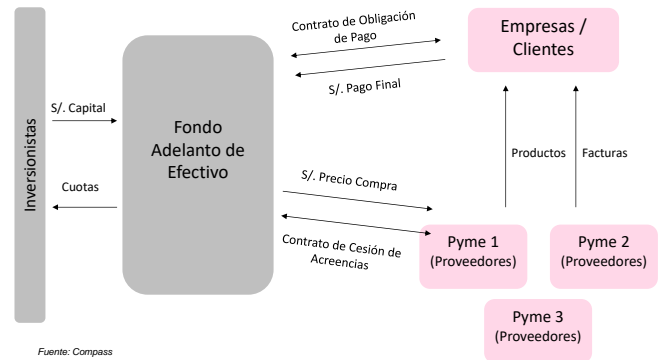 Inversionistas
S/. Capital
Cuotas
Fondo
Adelanto de
Efectivo
Contrato de Obligación
de Pago
S/. Pago Final
Empresas /
Clientes
Productos
Facturas
S/. Precio Compra
Contrato de Cesión de
Acreencias
Pyme 1
(Proveedores)
Pyme 2
(Proveedores)
Pyme 3
(Proveedores)
Fuente: Compass